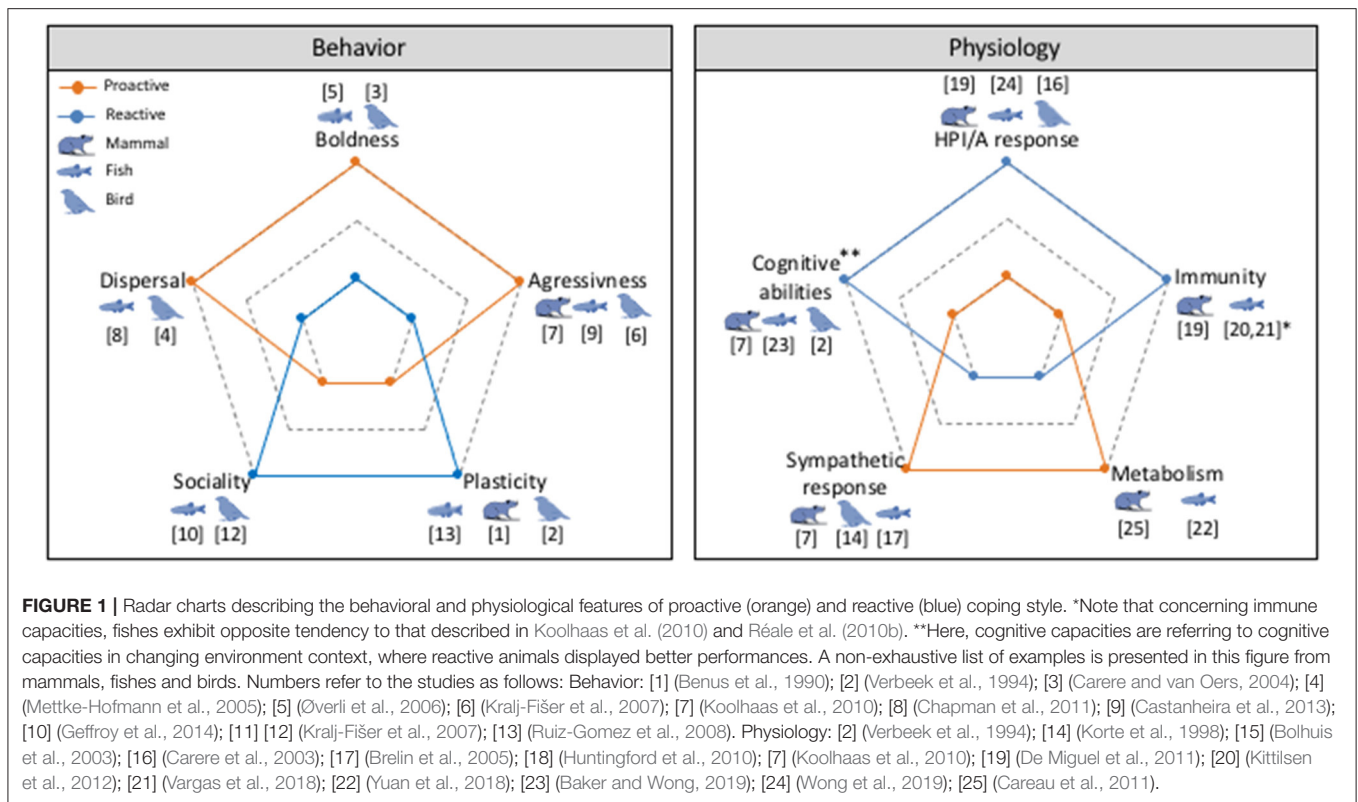 Behavior
Proactive
Reactive
Mammal
Fish
Bird
[5] [3]
Boldness
Dispersal
[8] [4]
Agressivness
[7] [9] [6]
Sociality
[10] [12]
Plasticity
[13] [1] [2]
Physiology
[19] [24] [16]
HPI/A response
Cognitive**
abilities
[7] [23] [2]
Immunity
[19] [20,21]*
Sympathetic
response
[7] [14] [17]
Metabolism
[25] [22]
FIGURE 1 | Radar charts describing the behavioral and physiological features of proactive (orange) and reactive (blue) coping style. *Note that concerning immune
capacities, fishes exhibit opposite tendency to that described in Koolhaas et al. (2010) and Réale et al. (2010b). **Here, cognitive capacities are referring to cognitive
capacities in changing environment context, where reactive animals displayed better performances. A non-exhaustive list of examples is presented in this figure from
mammals, fishes and birds. Numbers refer to the studies as follows: Behavior: [1] (Benus et al., 1990); [2] (Verbeek et al., 1994); [3] (Carere and van Oers, 2004); [4]
(Mettke-Hofmann et al., 2005); [5] (Øverli et al., 2006); [6] (Kralj-Fišer et al., 2007); [7] (Koolhaas et al., 2010); [8] (Chapman et al., 2011); [9] (Castanheira et al., 2013);
[10] (Geffroy et al., 2014); [11] [12] (Kralj-Fišer et al., 2007); [13] (Ruiz-Gomez et al., 2008). Physiology: [2] (Verbeek et al., 1994); [14] (Korte et al., 1998); [15] (Bolhuis
et al., 2003); [16] (Carere et al., 2003); [17] (Brelin et al., 2005); [18] (Huntingford et al., 2010); [7] (Koolhaas et al., 2010); [19] (De Miguel et al., 2011); [20] (Kittilsen
et al., 2012); [21] (Vargas et al., 2018); [22] (Yuan et al., 2018); [23] (Baker and Wong, 2019); [24] (Wong et al., 2019); [25] (Careau et al., 2011).